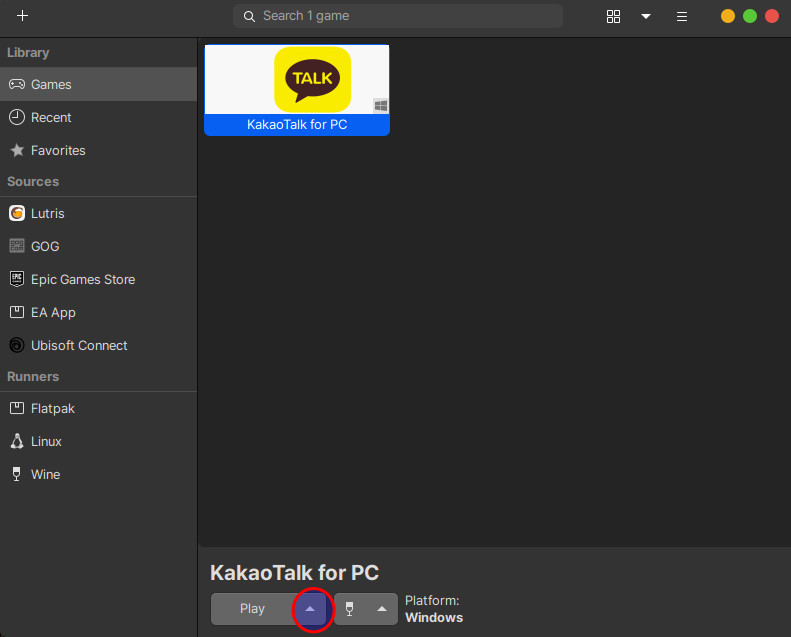 Search 1 game
Library
Games
Recent
Favorites
Sources
Lutris
GOG
Epic Games Store
EA App
Ubisoft Connect
Runners
Flatpak
Linux
Wine
TALK
KakaoTalk for PC
KakaoTalk for PC
Play
Platform:
Windows